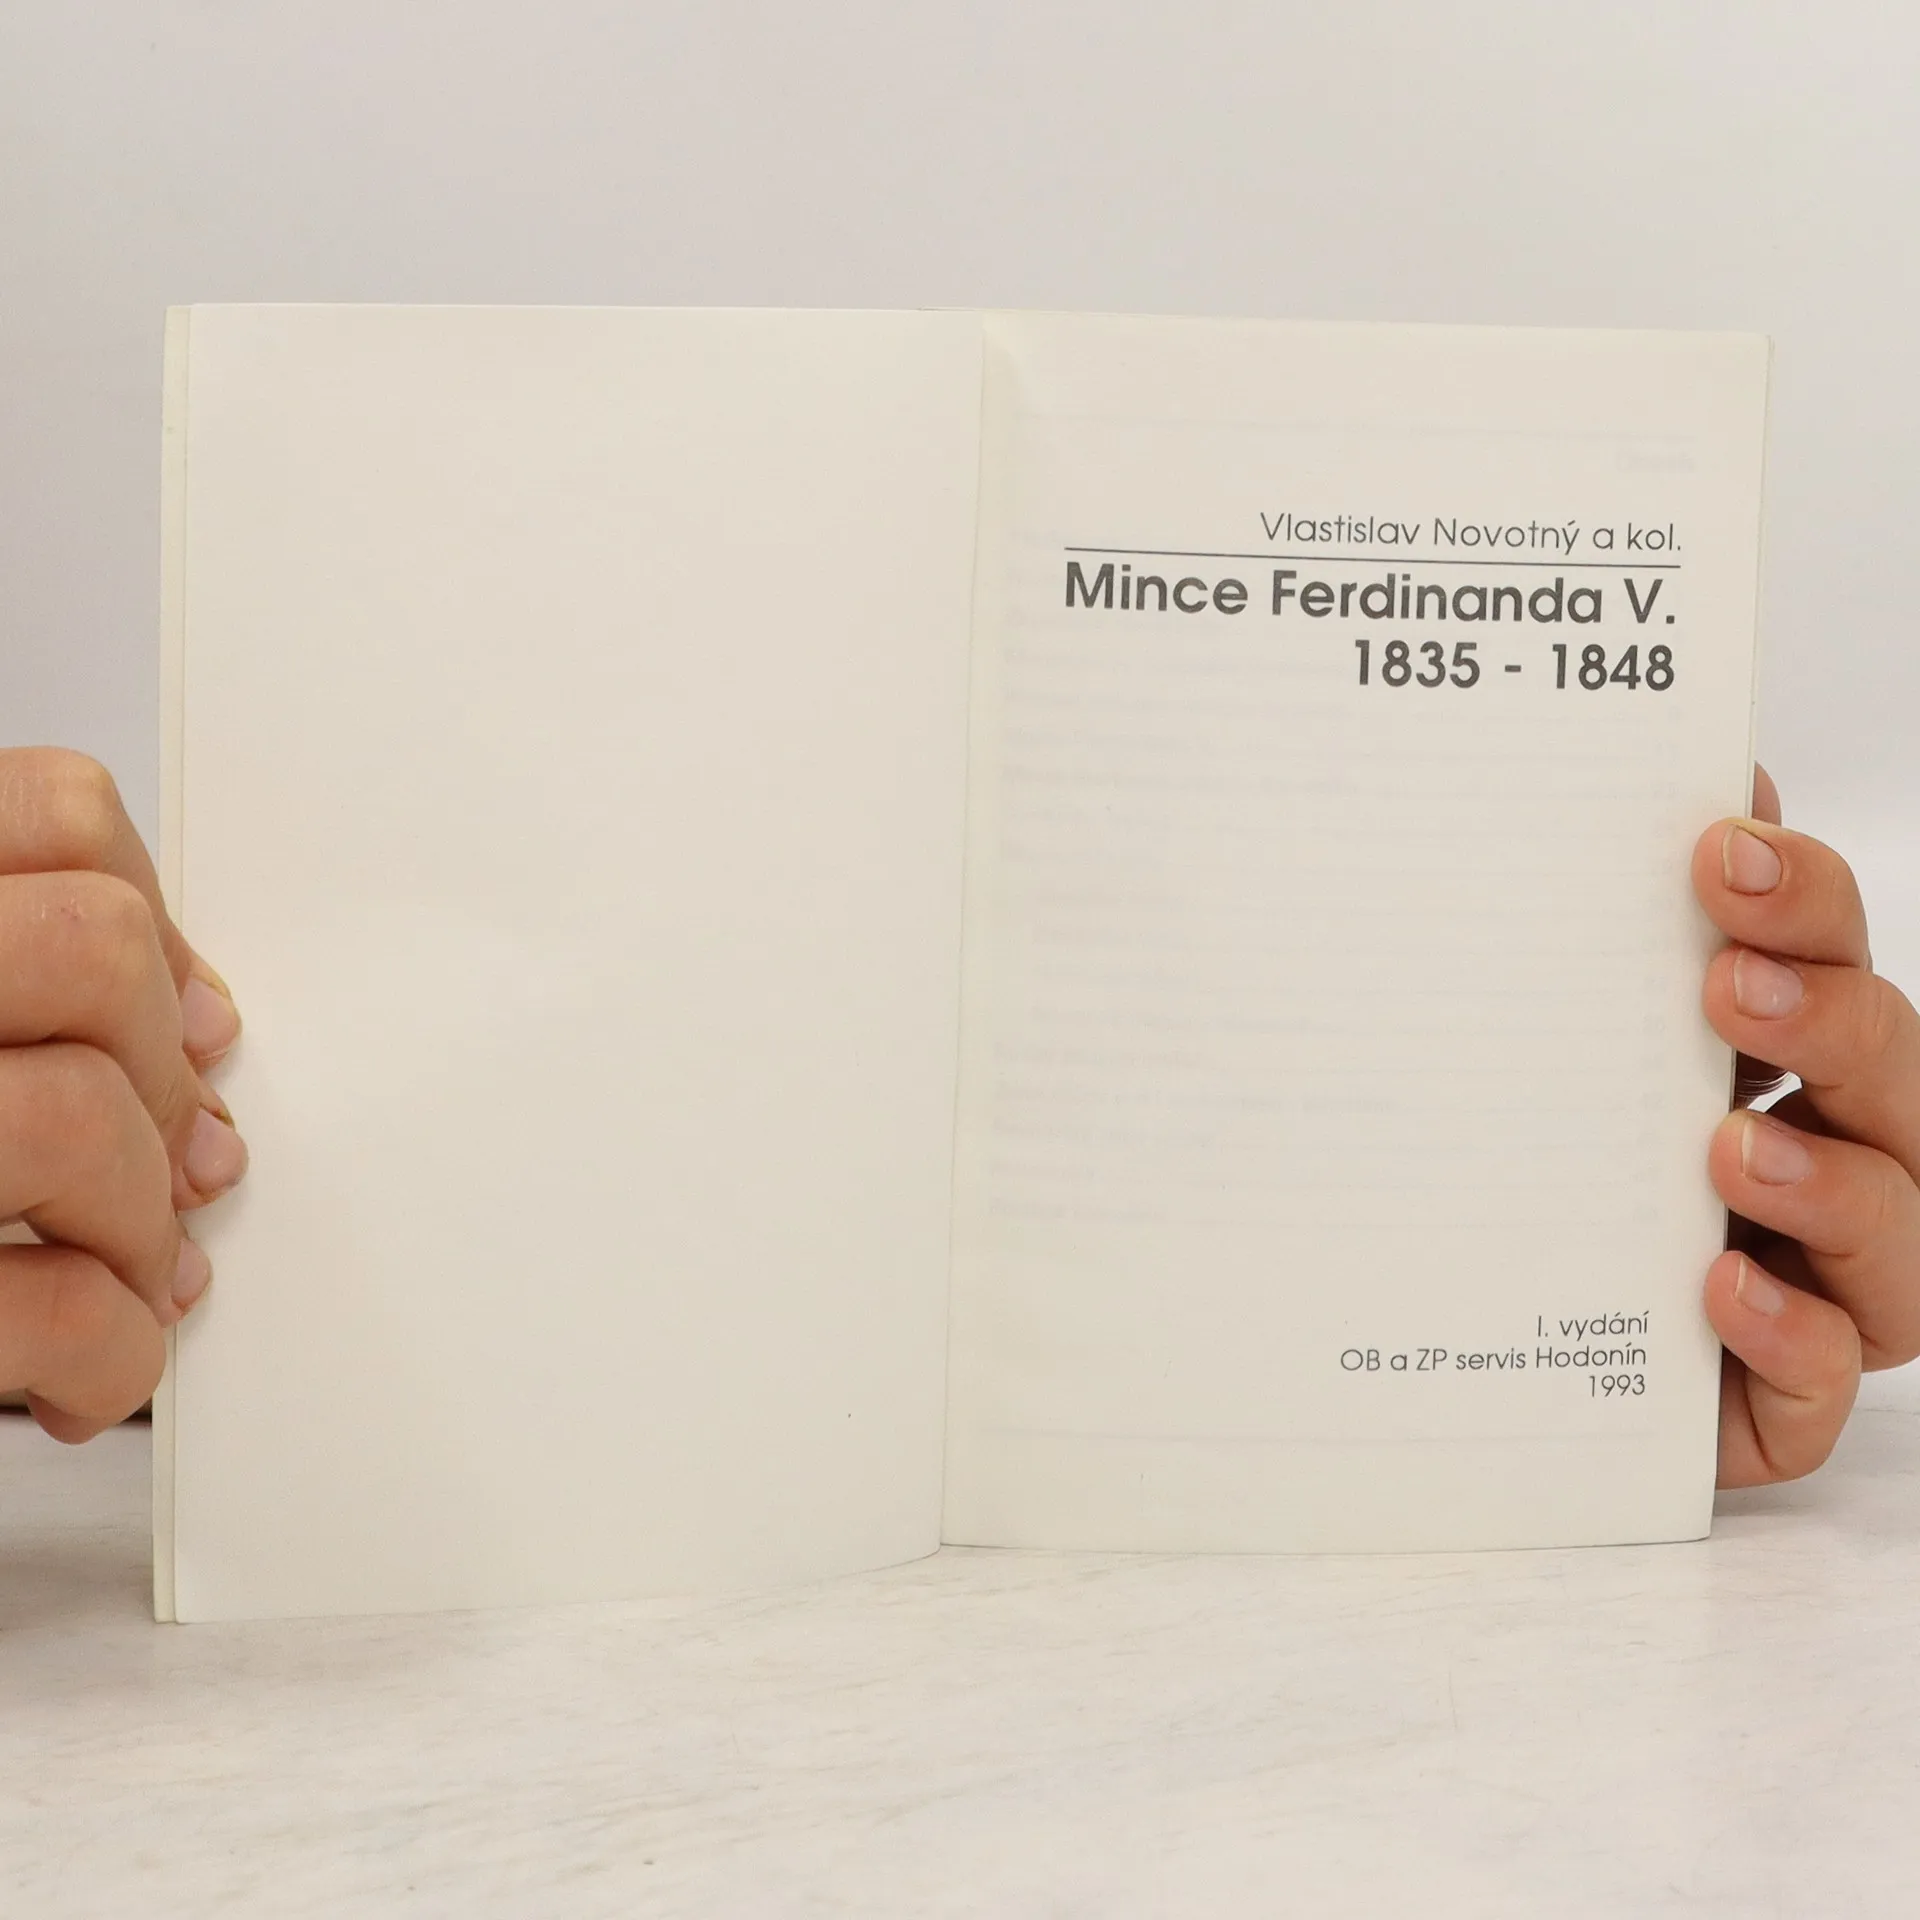 Vlastislav Novotný a kol.
Mince Ferdinanda V.
1835 - 1848
I. vydání
OB a ZP servis Hodonín
1993